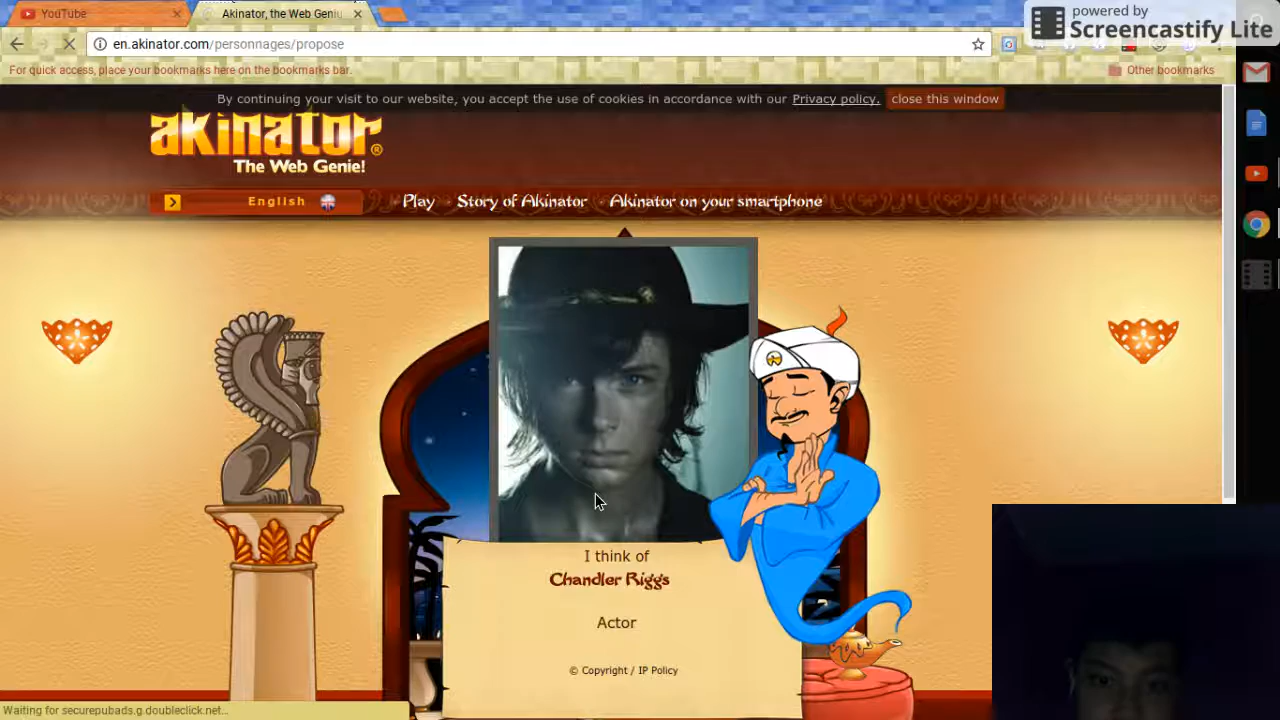 powered by
Screencastify Lite
YouTube
Akinator, the Web Geniu
en.akinator.com/personnages/propose
For quick access, place your bookmarks here on the bookmarks bar.
Other bookmarks
By continuing your visit to our website, you accept the use of cookies in accordance with our Privacy policy. close this window
akinator®
The Web Genie!
English
Play
Story of Akinator
Akinator on your smartphone
I think of
Chandler Riggs
Actor
© Copyright / IP Policy
Waiting for securepubads.g.doubleclick.net...